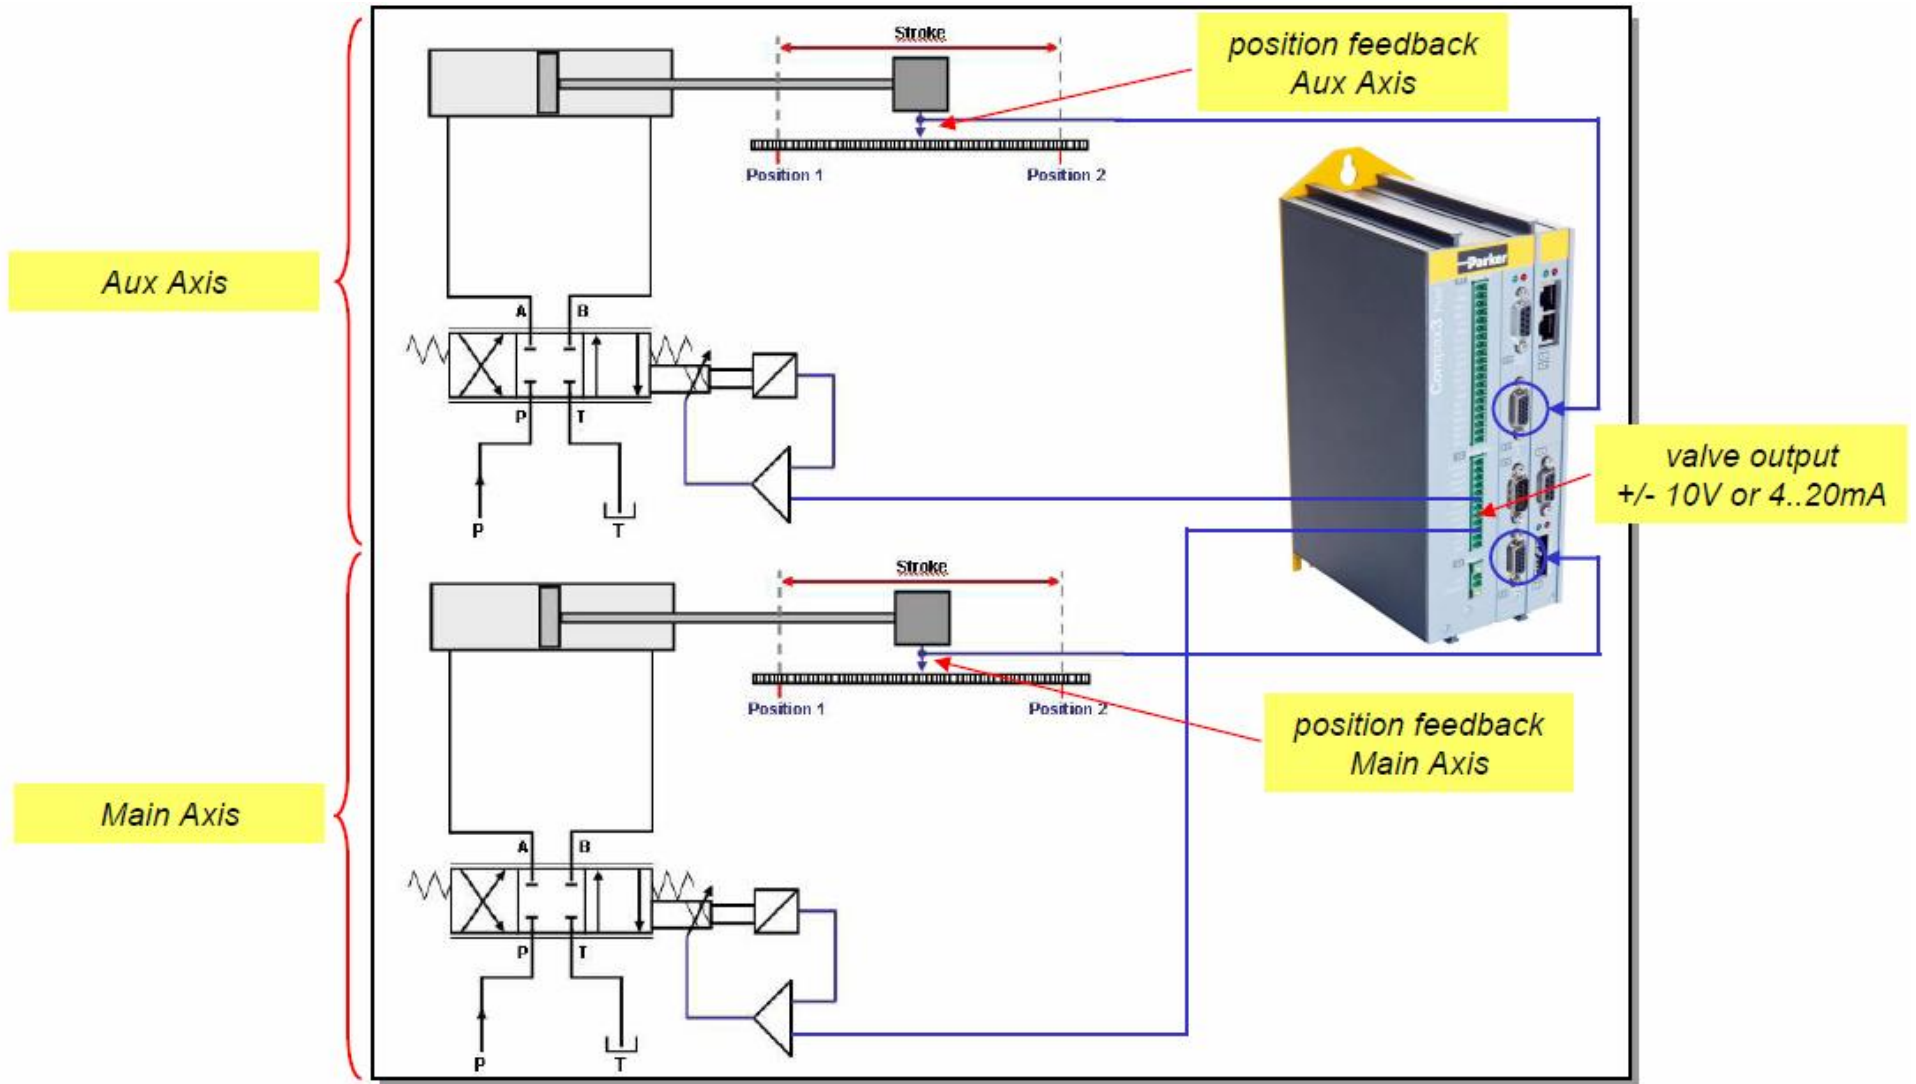 Stroke
position feedback
Aux Axis
Position 1
Position 2
Parker
Compax3
Aux Axis
A
B
P
T
P
T
valve output
+/- 10V or 4..20mA
Stroke
Position 1
Position 2
position feedback
Main Axis
Main Axis
A
B
P
T
P
T